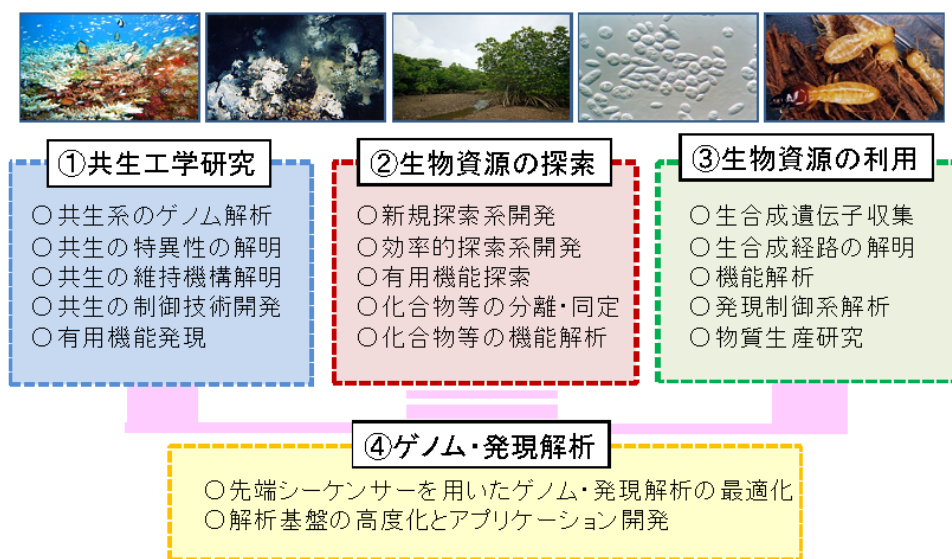 ①共生工学研究
○共生系のゲノム解析
○共生の特異性の解明
○共生の維持機構解明
○共生の制御技術開発
○有用機能発現
②生物資源の探索
○新規探索系開発
○効率的探索系開発
○有用機能探索
○化合物等の分離・同定
○化合物等の機能解析
③生物資源の利用
○生合成遺伝子収集
○生合成経路の解明
○機能解析
○発現制御系解析
○物質生産研究
④ゲノム・発現解析
○先端シーケンサーを用いたゲノム・発現解析の最適化
○解析基盤の高度化とアプリケーション開発